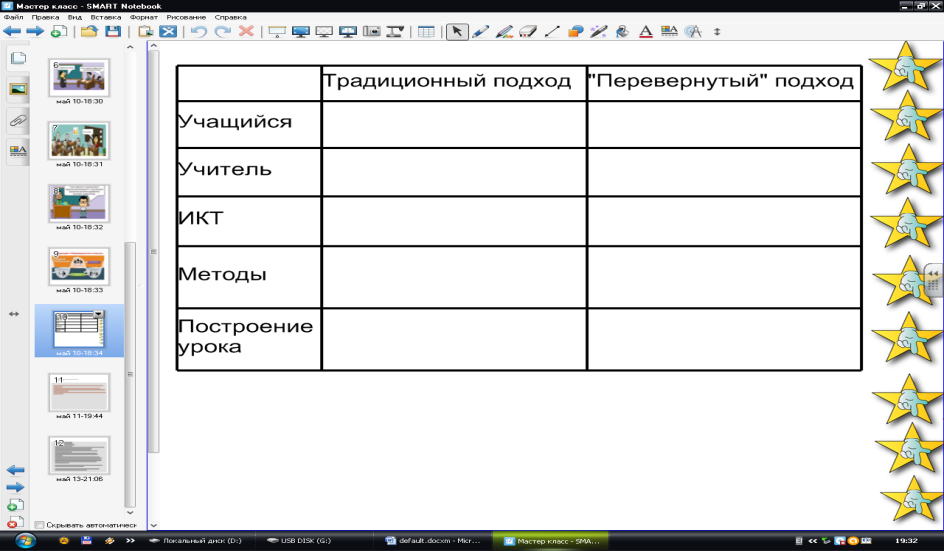 Мастер класс - SMART Notebook
Файл Правка Вид Вставка Формат Рисование Справка
Традиционный подход "Перевернутый" подход
Учащийся
Учитель
ИКТ
Методы
Построение
урока
6
май 10-18:30
7
май 10-18:31
8
май 10-18:32
9
май 10-18:33
10
май 10-18:34
11
май 11-19:44
12
май 13-21:06
Скрывать автоматическ
Локальный диск (D:) USB DISK (G:) default.docxm - Micr... Мастер класс - SMA... 19:32